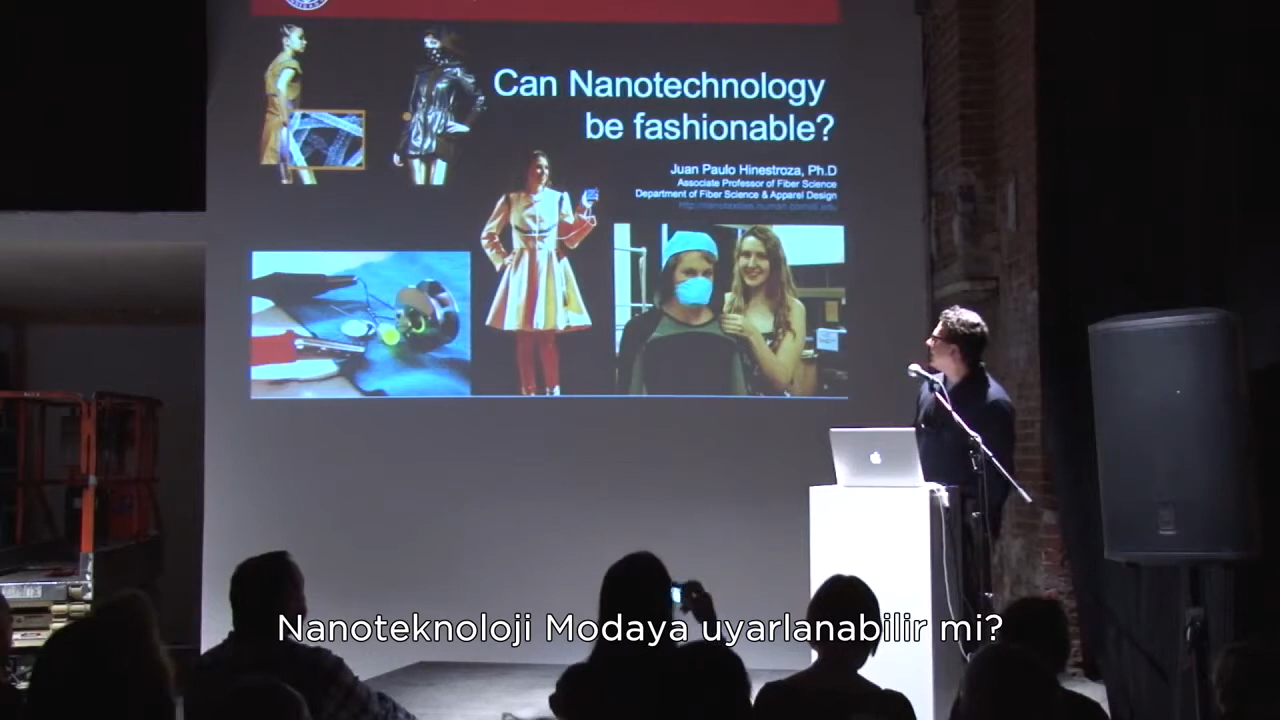 Can Nanotechnology
be fashionable?
Juan Paulo Hinestroza, Ph.D
Associate Professor of Fiber Science
Department of Fiber Science & Apparel Design
Nanoteknoloji Modaya uyarlanabilir mi?